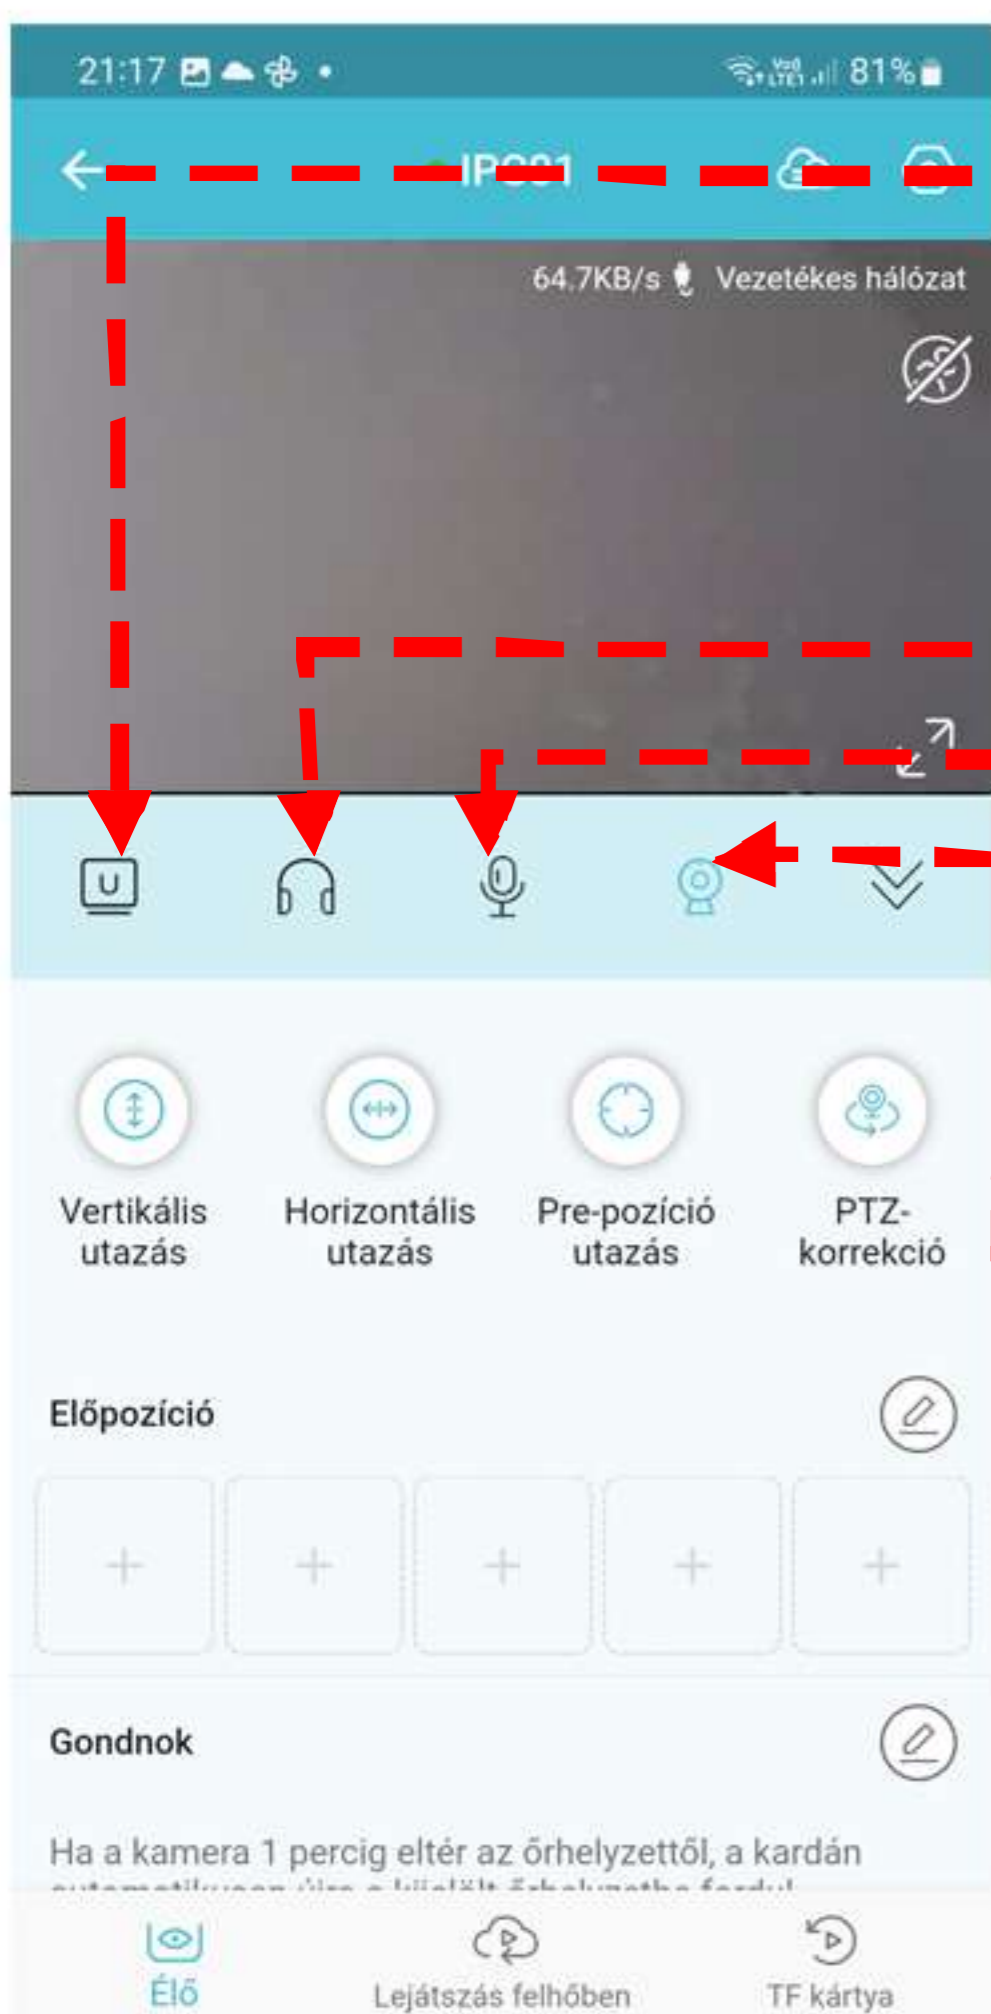 21:17 81%
64.7KB/s Vezetékes hálózat
U
Vertikális
utazás
Horizontális
utazás
Pre-pozíció
utazás
PTZ-
korrekció
Előpozíció
Gondnok
Ha a kamera 1 percig eltér az őrhelyzettől, a kardán
Élő
Lejátszás felhőben
TF kártya